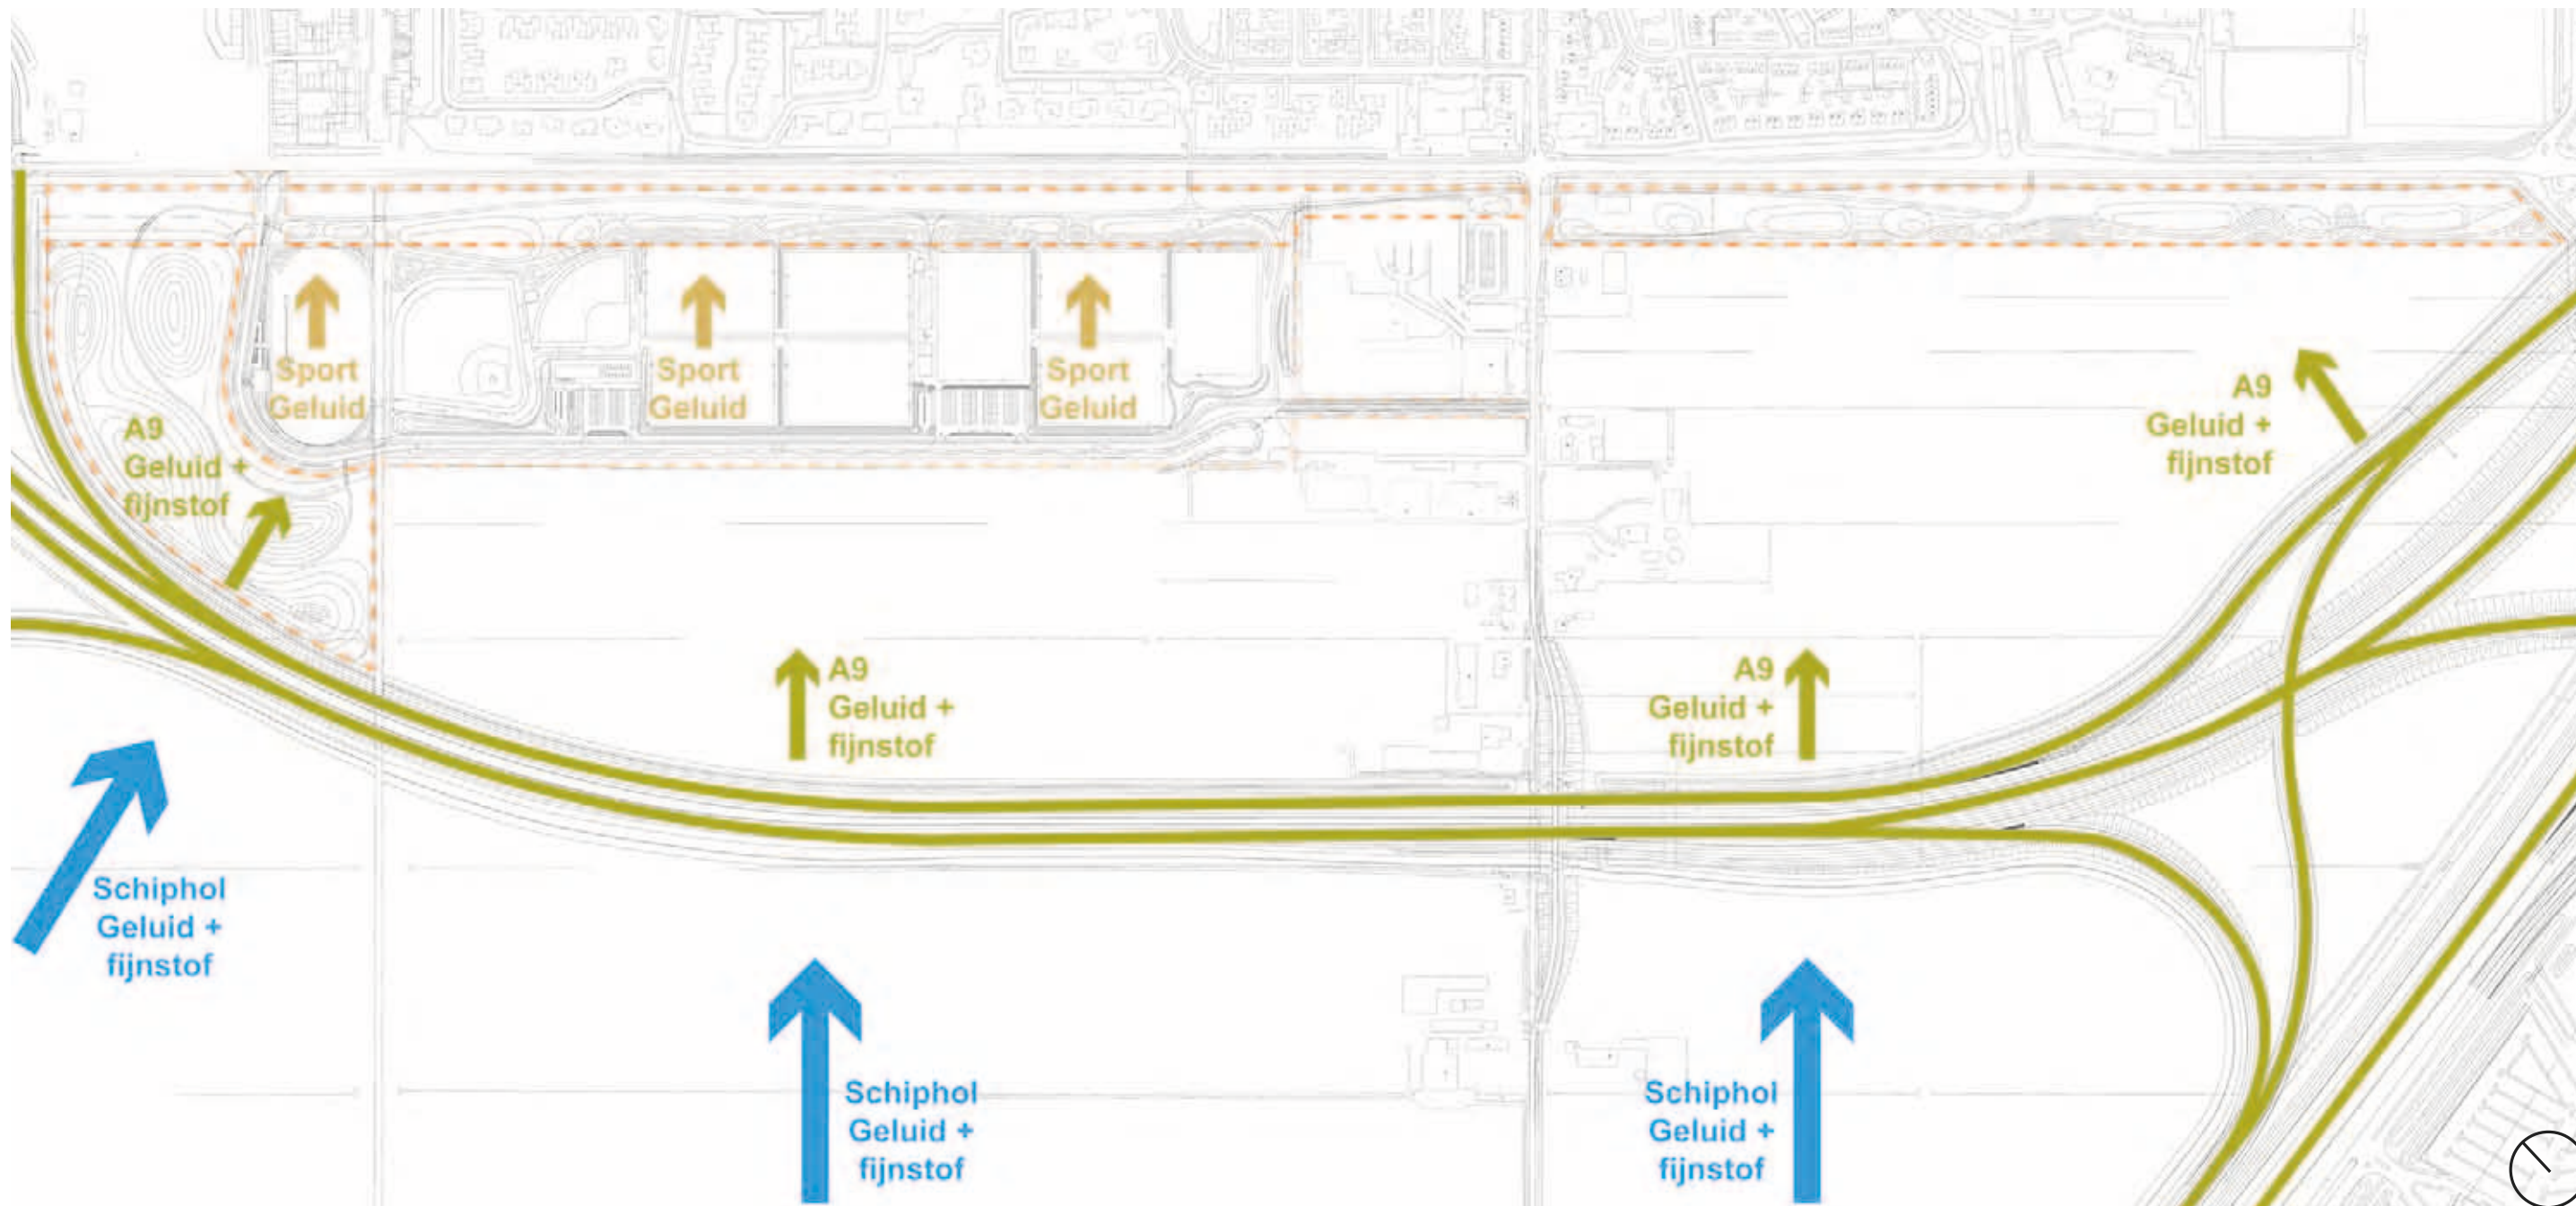 Sport
Geluid
Sport
Geluid
Sport
Geluid
A9
Geluid +
fijnstof
A9
Geluid +
fijnstof
A9
Geluid +
fijnstof
A9
Geluid +
fijnstof
Schiphol
Geluid +
fijnstof
Schiphol
Geluid +
fijnstof
Schiphol
Geluid +
fijnstof